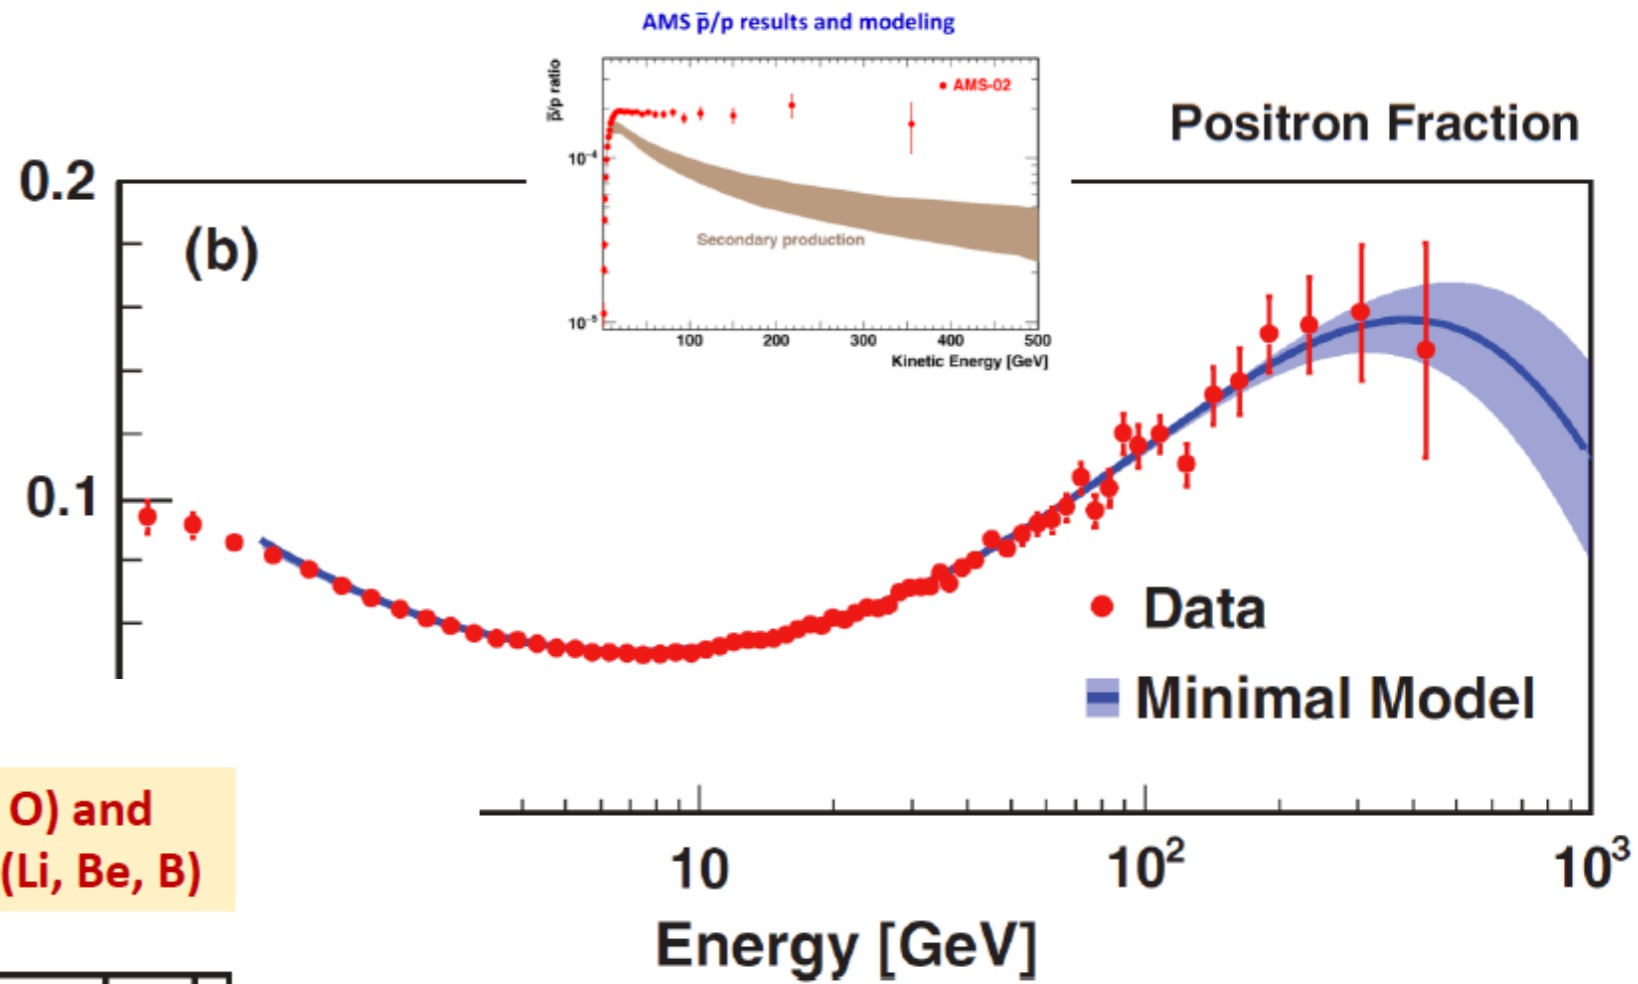 AMS p̅/p results and modeling
p̅/p ratio
AMS-02
10⁻⁴
Secondary production
10⁻⁵
100 200 300 400 500
Kinetic Energy [GeV]
Positron Fraction
0.2
(b)
0.1
Data
Minimal Model
O) and
(Li, Be, B)
10 10² 10³
Energy [GeV]